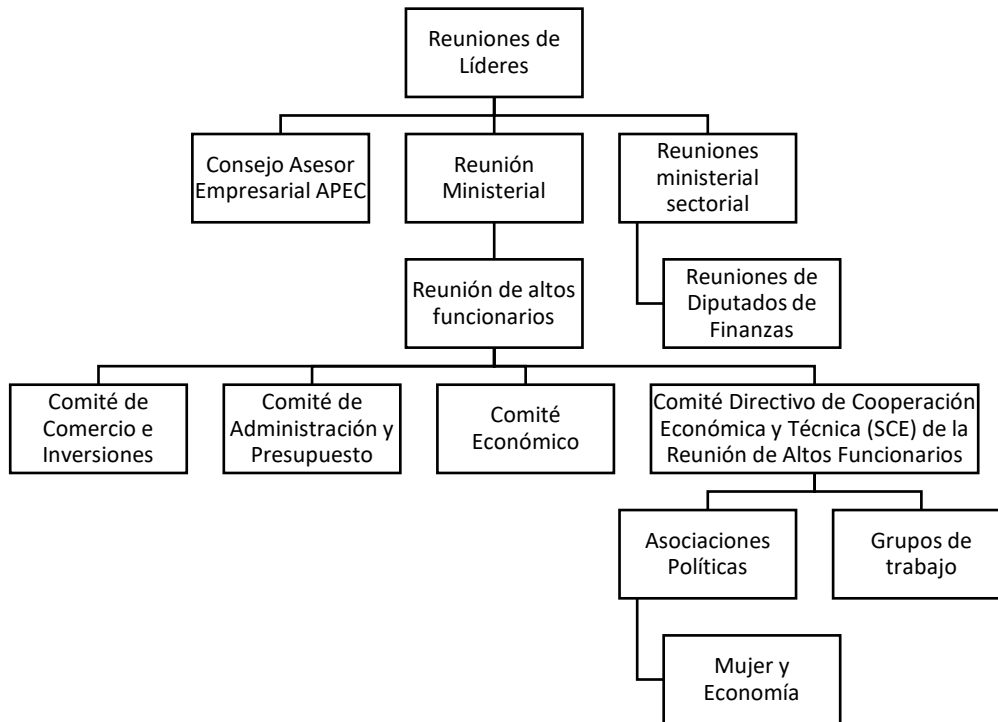 Reuniones de
Líderes
Consejo Asesor
Empresarial APEC
Reunión
Ministerial
Reuniones
ministerial
sectorial
Reunión de altos
funcionarios
Reuniones de
Diputados de
Finanzas
Comité de
Comercio e
Inversiones
Comité de
Administración y
Presupuesto
Comité
Económico
Comité Directivo de Cooperación
Económica y Técnica (SCE) de la
Reunión de Altos Funcionarios
Asociaciones
Políticas
Grupos de
trabajo
Mujer y
Economía